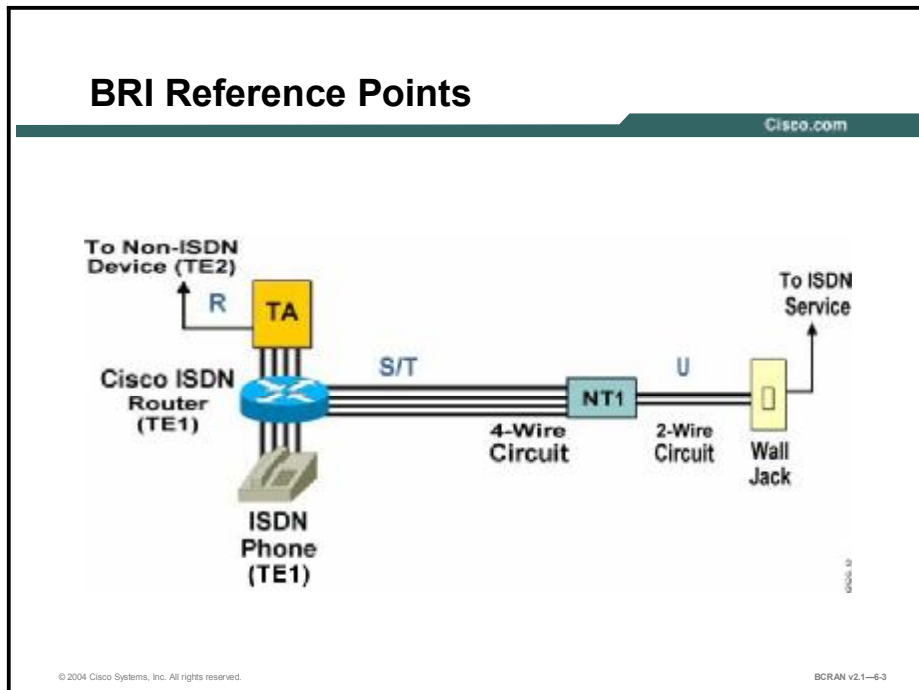 BRI Reference Points
Cisco.com
To Non-ISDN
Device (TE2)
R
TA
To ISDN
Service
Cisco ISDN
Router
(TE1)
S/T
NT1
U
4-Wire
Circuit
2-Wire
Circuit
Wall
Jack
ISDN
Phone
(TE1)
© 2004 Cisco Systems, Inc. All rights reserved.
BCRAN v2.1—6-3